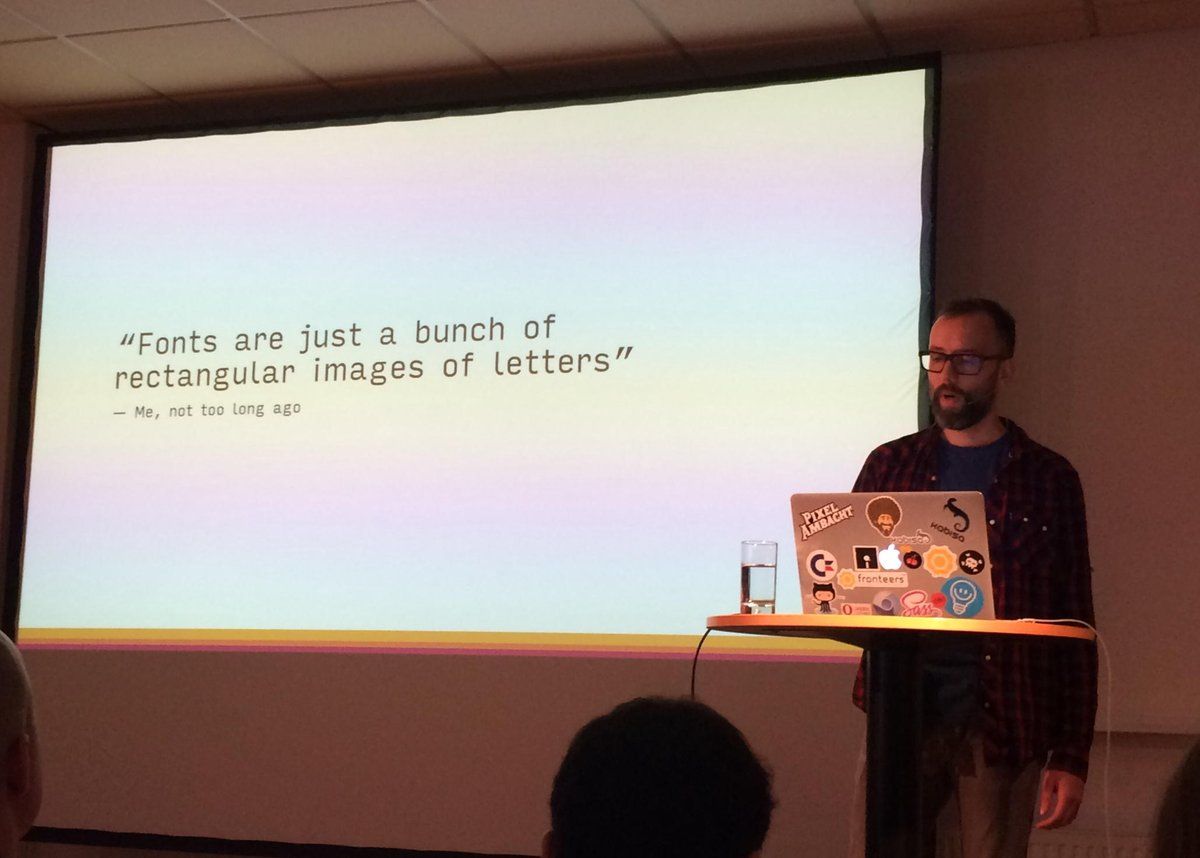 “Fonts are just a bunch of
rectangular images of letters”
— Me, not too long ago
PIXEL
AMBACHT
Kabisa
Kabisa
fronteers
Sass